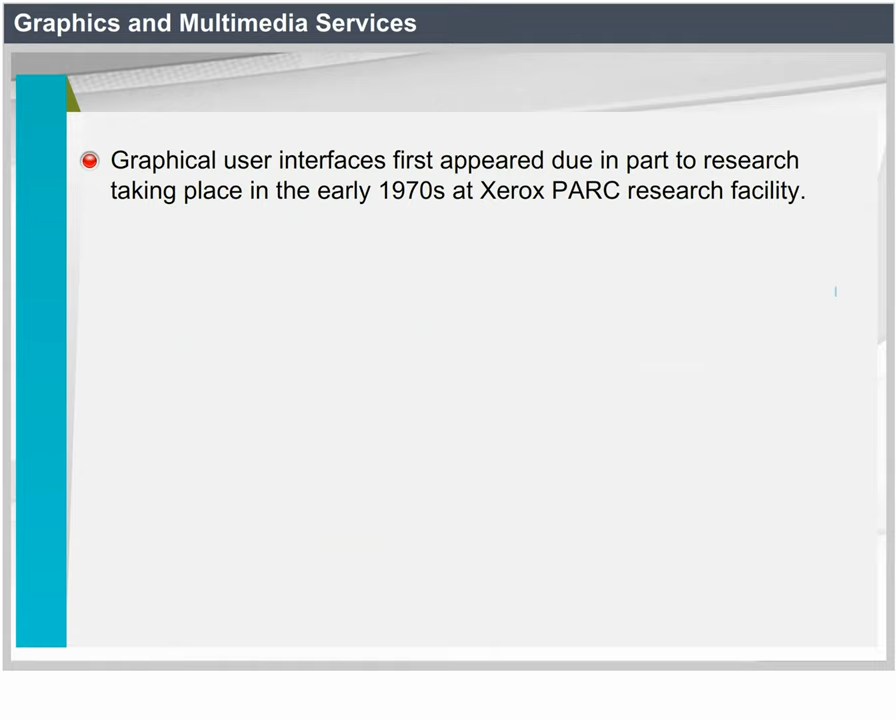 Graphics and Multimedia Services
Graphical user interfaces first appeared due in part to research
taking place in the early 1970s at Xerox PARC research facility.